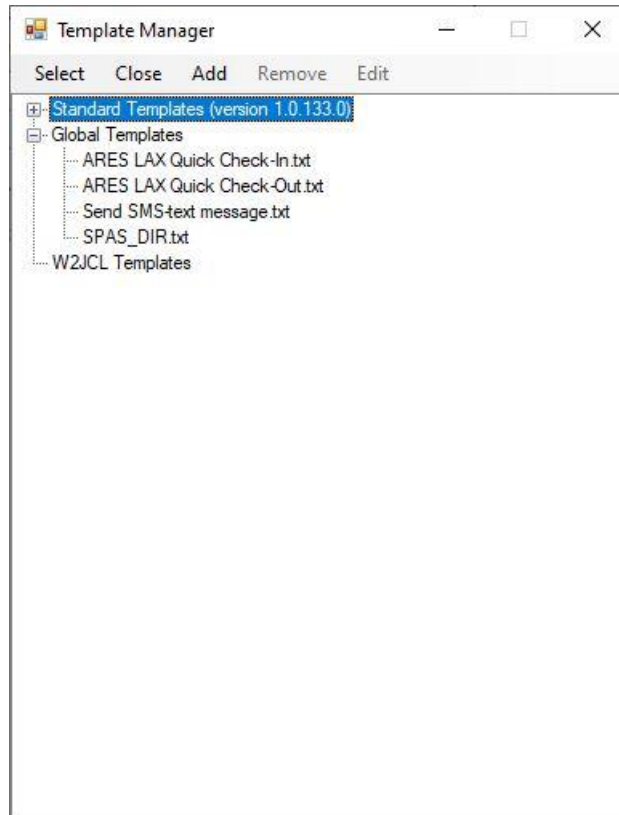 Template Manager
Select Close Add Remove Edit
Standard Templates (version 1.0.133.0)
Global Templates
ARES LAX Quick Check-In.txt
ARES LAX Quick Check-Out.txt
Send SMS-text message.txt
SPAS_DIR.txt
W2JCL Templates